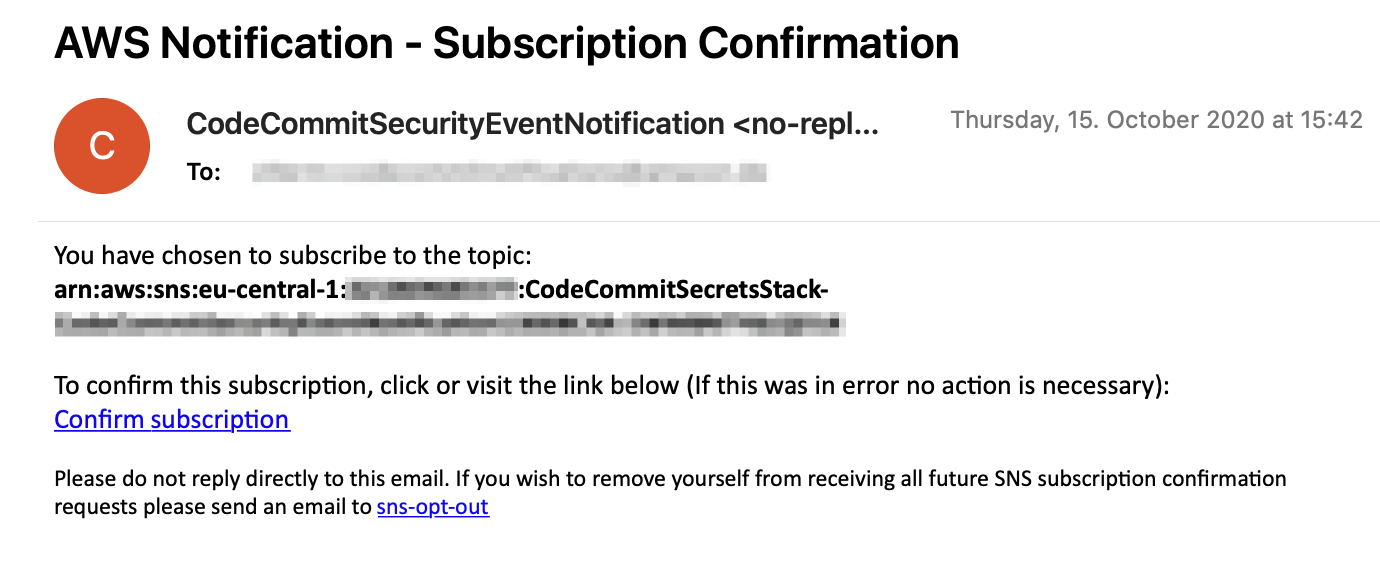 AWS Notification - Subscription Confirmation
C
CodeCommitSecurityEventNotification <no-repl...
Thursday, 15. October 2020 at 15:42
To:
You have chosen to subscribe to the topic:
arn:aws:sns:eu-central-1: :CodeCommitSecretsStack-
To confirm this subscription, click or visit the link below (If this was in error no action is necessary):
Confirm subscription
Please do not reply directly to this email. If you wish to remove yourself from receiving all future SNS subscription confirmation
requests please send an email to sns-opt-out